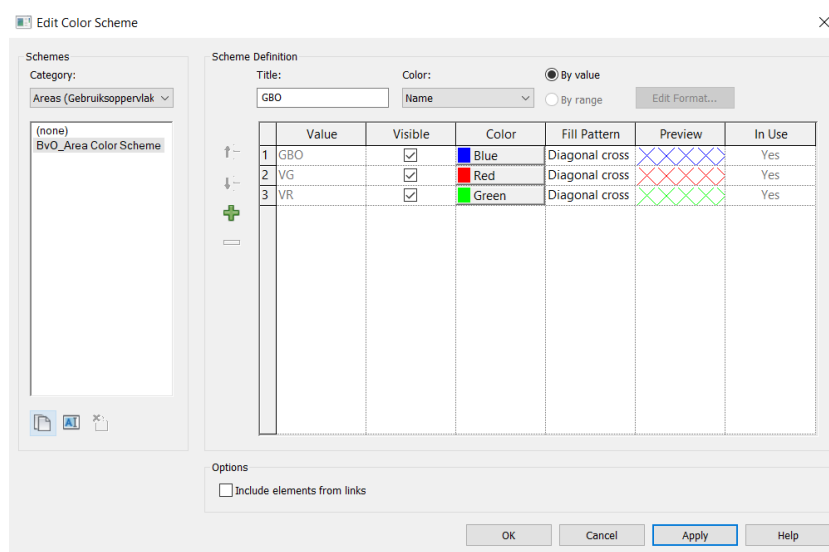 Edit Color Scheme
Schemes
Category:
Areas (Gebruiksoppervlak
(none)
BvO_Area Color Scheme
Scheme Definition
Title:
GBO
Color:
Name
By value
By range
Edit Format...
Value Visible Color Fill Pattern Preview In Use
1 GBO Blue Diagonal cross Yes
2 VG Red Diagonal cross Yes
3 VR Green Diagonal cross Yes
AI
Options
Include elements from links
OK Cancel Apply Help